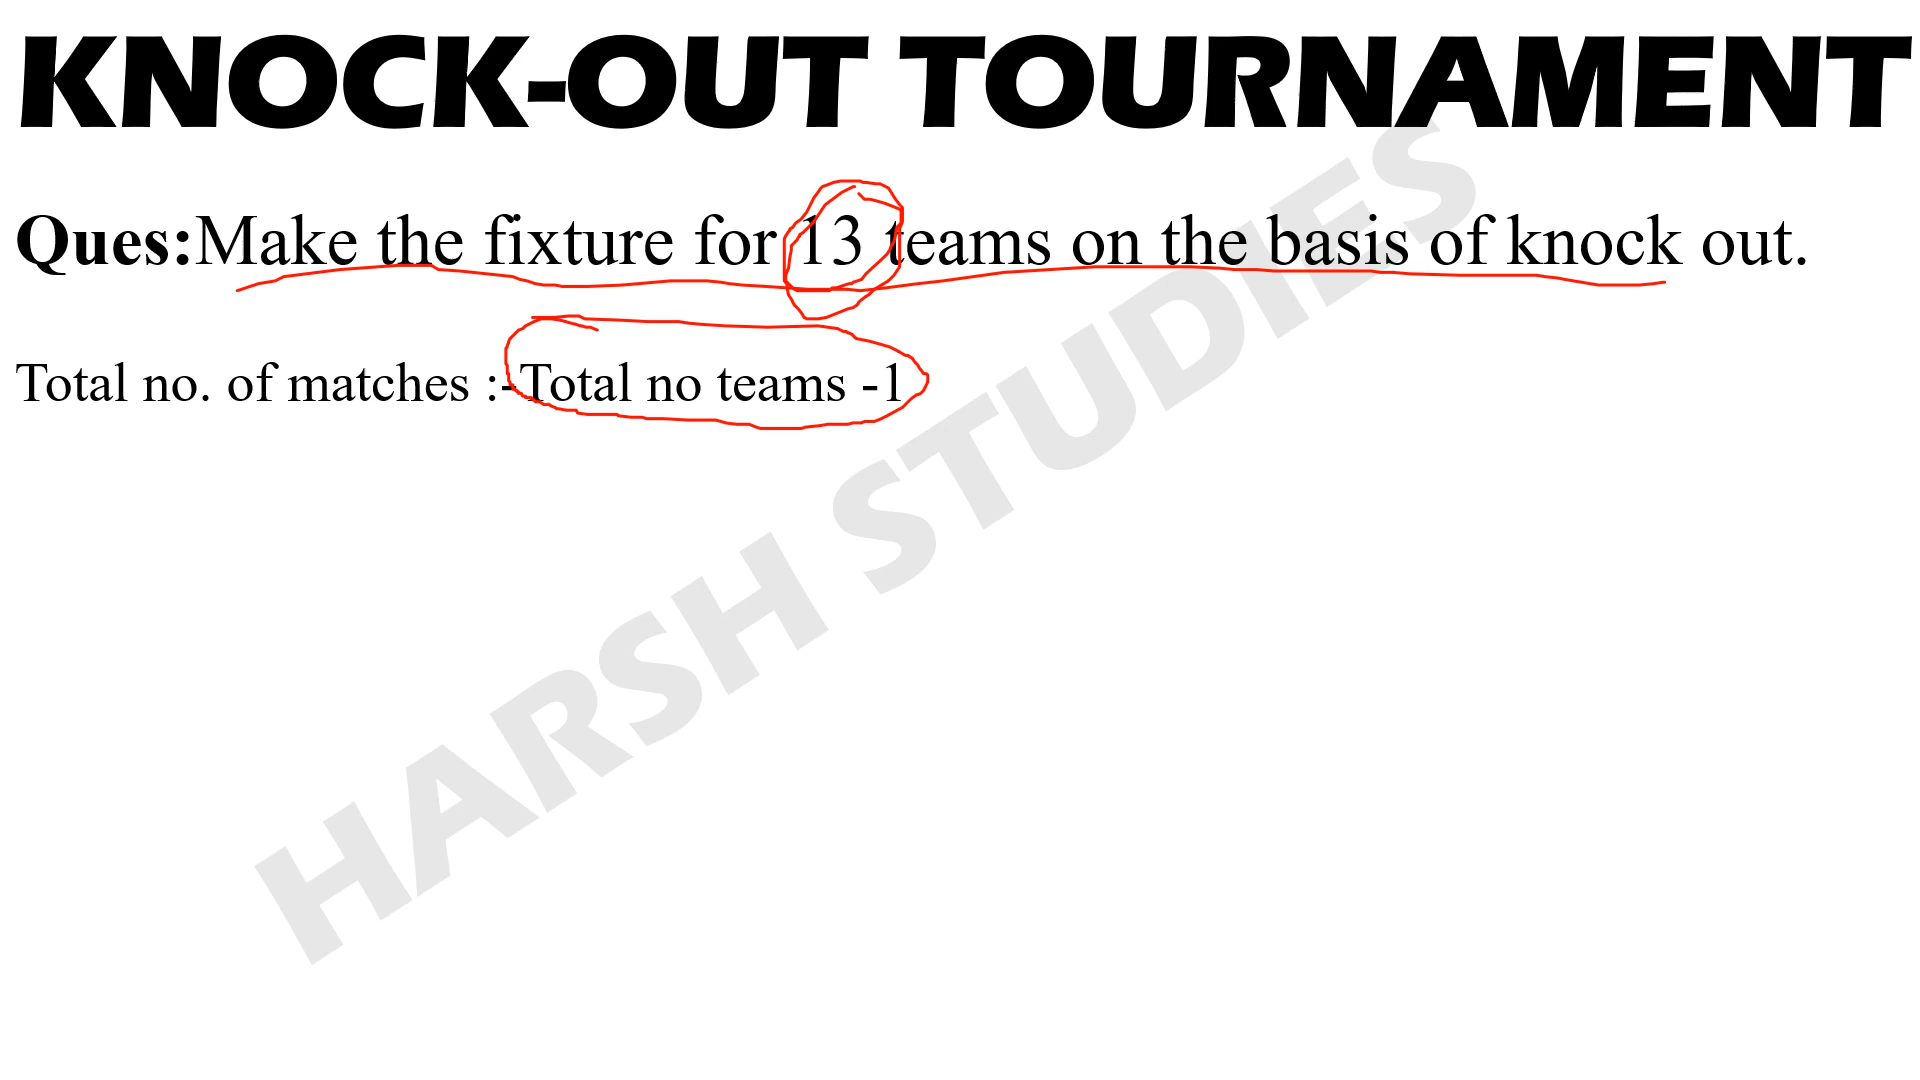 KNOCK-OUT TOURNAMENT
Ques:Make the fixture for 13 teams on the basis of knock out.
Total no. of matches :-Total no teams -1
HARSH STUDIES